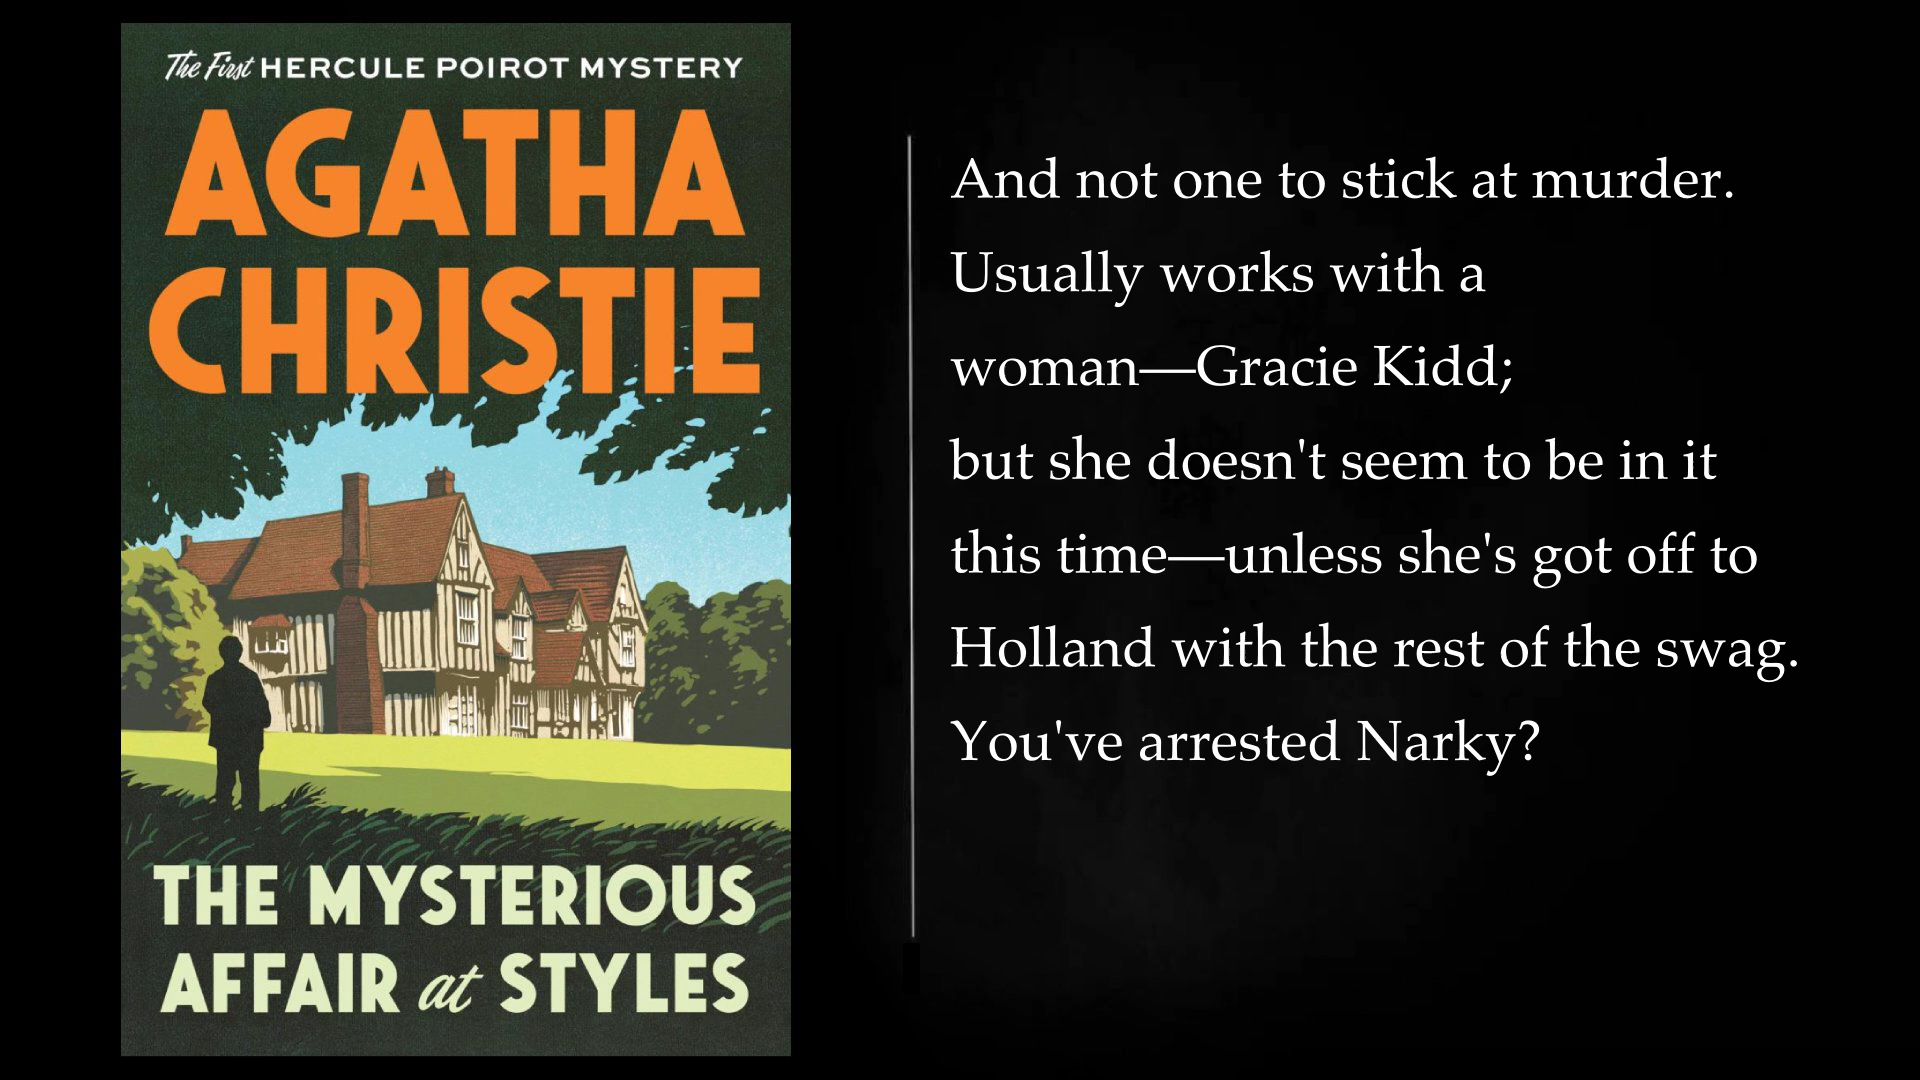 The First HERCULE POIROT MYSTERY
AGATHA
CHRISTIE
THE MYSTERIOUS
AFFAIR at STYLES
And not one to stick at murder.
Usually works with a
woman—Gracie Kidd;
but she doesn't seem to be in it
this time—unless she's got off to
Holland with the rest of the swag.
You've arrested Narky?